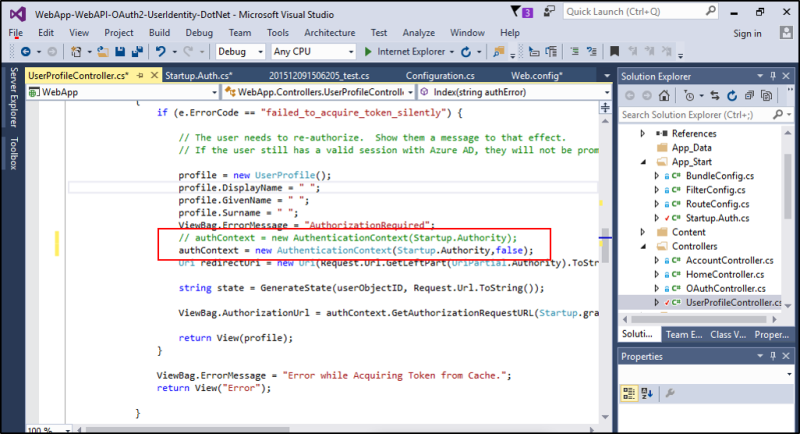 WebApp-WebAPI-OAuth2-UserIdentity-DotNet - Microsoft Visual Studio
3
Quick Launch (Ctrl+Q)
File Edit View Project Build Debug Team Tools Architecture Test Analyze Window Help
Sign in
Debug Any CPU Internet Explorer
Server Explorer
Toolbox
UserProfileController.cs* Startup.Auth.cs* 201512091506205_test.cs Configuration.cs Web.config*
WebApp WebApp.Controllers.UserProfileControlle Index(string authError)
{
if (e.ErrorCode == "failed_to_acquire_token_silently") {
// The user needs to re-authorize.  Show them a message to that effect.
// If the user still has a valid session with Azure AD, they will not be prom
profile = new UserProfile();
profile.DisplayName = " ";
profile.GivenName = " ";
profile.Surname = " ";
ViewBag.ErrorMessage = "AuthorizationRequired";
// authContext = new AuthenticationContext(Startup.Authority);
authContext = new AuthenticationContext(Startup.Authority,false);
Uri redirectUri = new Uri(Request.Url.GetLeftPart(UriPartial.Authority).ToStr
string state = GenerateState(userObjectID, Request.Url.ToString());
ViewBag.AuthorizationUrl = authContext.GetAuthorizationRequestURL(Startup.gra
return View(profile);
}
ViewBag.ErrorMessage = "Error while Acquiring Token from Cache.";
return View("Error");
}
100 %
Solution Explorer
Search Solution Explorer (Ctrl+;)
References
App_Data
App_Start
C# BundleConfig.cs
C# FilterConfig.cs
C# RouteConfig.cs
C# Startup.Auth.cs
Content
Controllers
C# AccountController.cs
C# HomeController.cs
C# OAuthController.cs
C# UserProfileController.cs
Soluti... Team E... Class V... Proper...
Properties